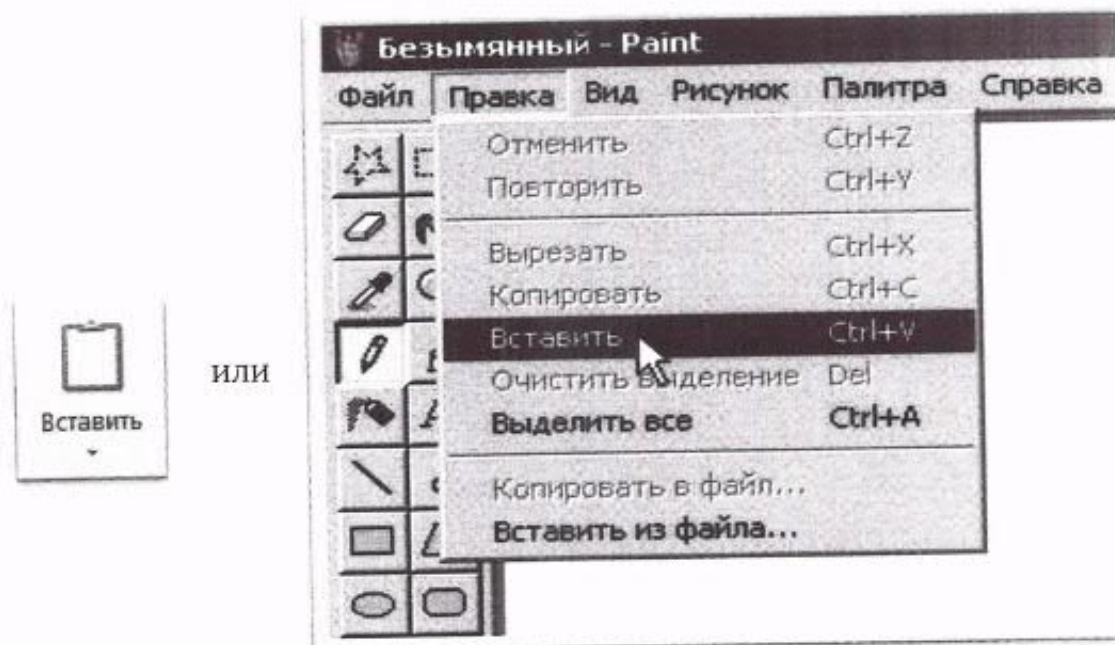 Безымянный - Paint
Файл Правка Вид Рисунок Палитра Справка
Отменить Ctrl+Z
Повторить Ctrl+Y
Вырезать Ctrl+X
Копировать Ctrl+C
Вставить Ctrl+V
Очистить выделение Del
Выделить все Ctrl+A
Копировать в файл...
Вставить из файла...
Вставить
или